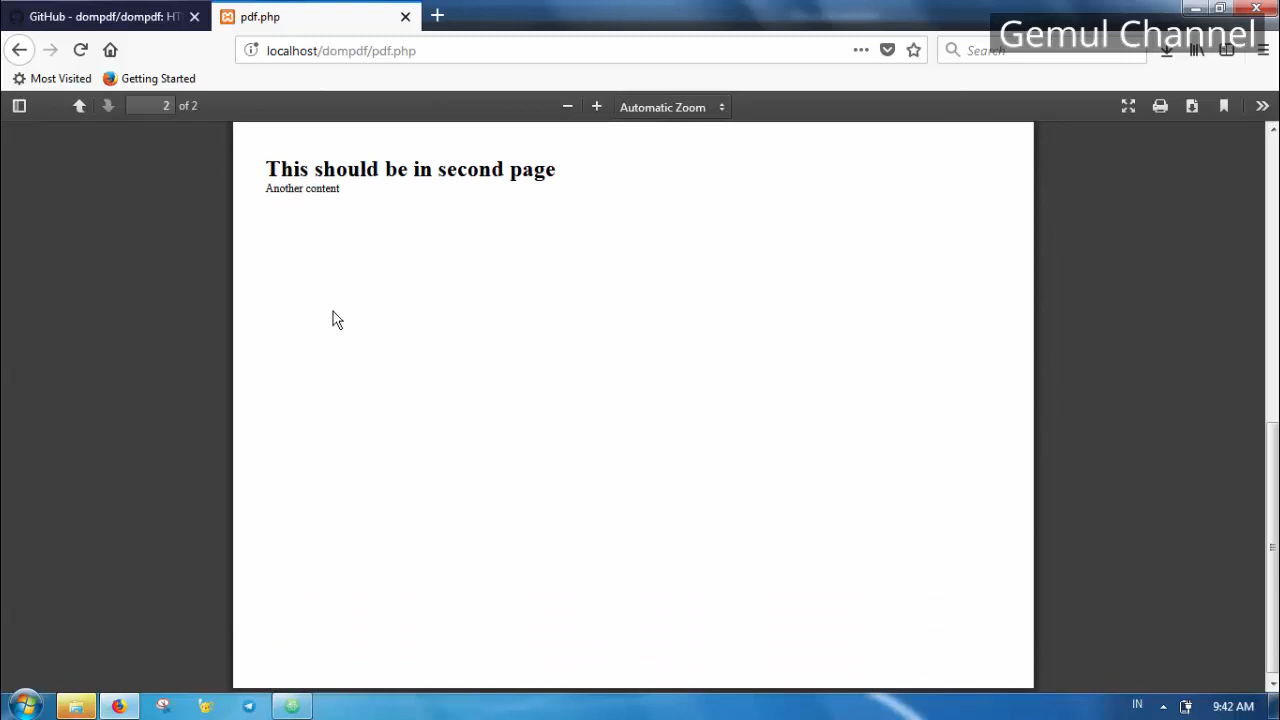 GitHub - dompdf/dompdf: HT
pdf.php
Gemul Channel
localhost/dompdf/pdf.php
Search
Most Visited
Getting Started
2 of 2
Automatic Zoom
This should be in second page
Another content
IN
9:42 AM